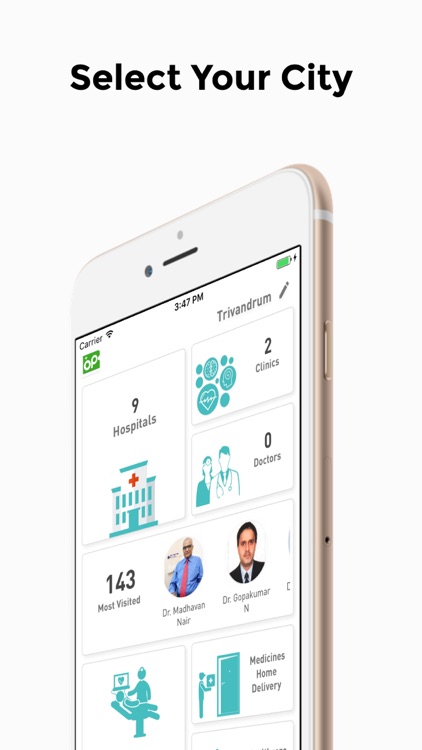 Select Your City
Carrier
3:47 PM
Trivandrum
öp
9
Hospitals
2
Clinics
0
Doctors
143
Most Visited
Dr. Madhavan
Nair
Dr. Gopakumar
N
D
Medicines
Home
Delivery